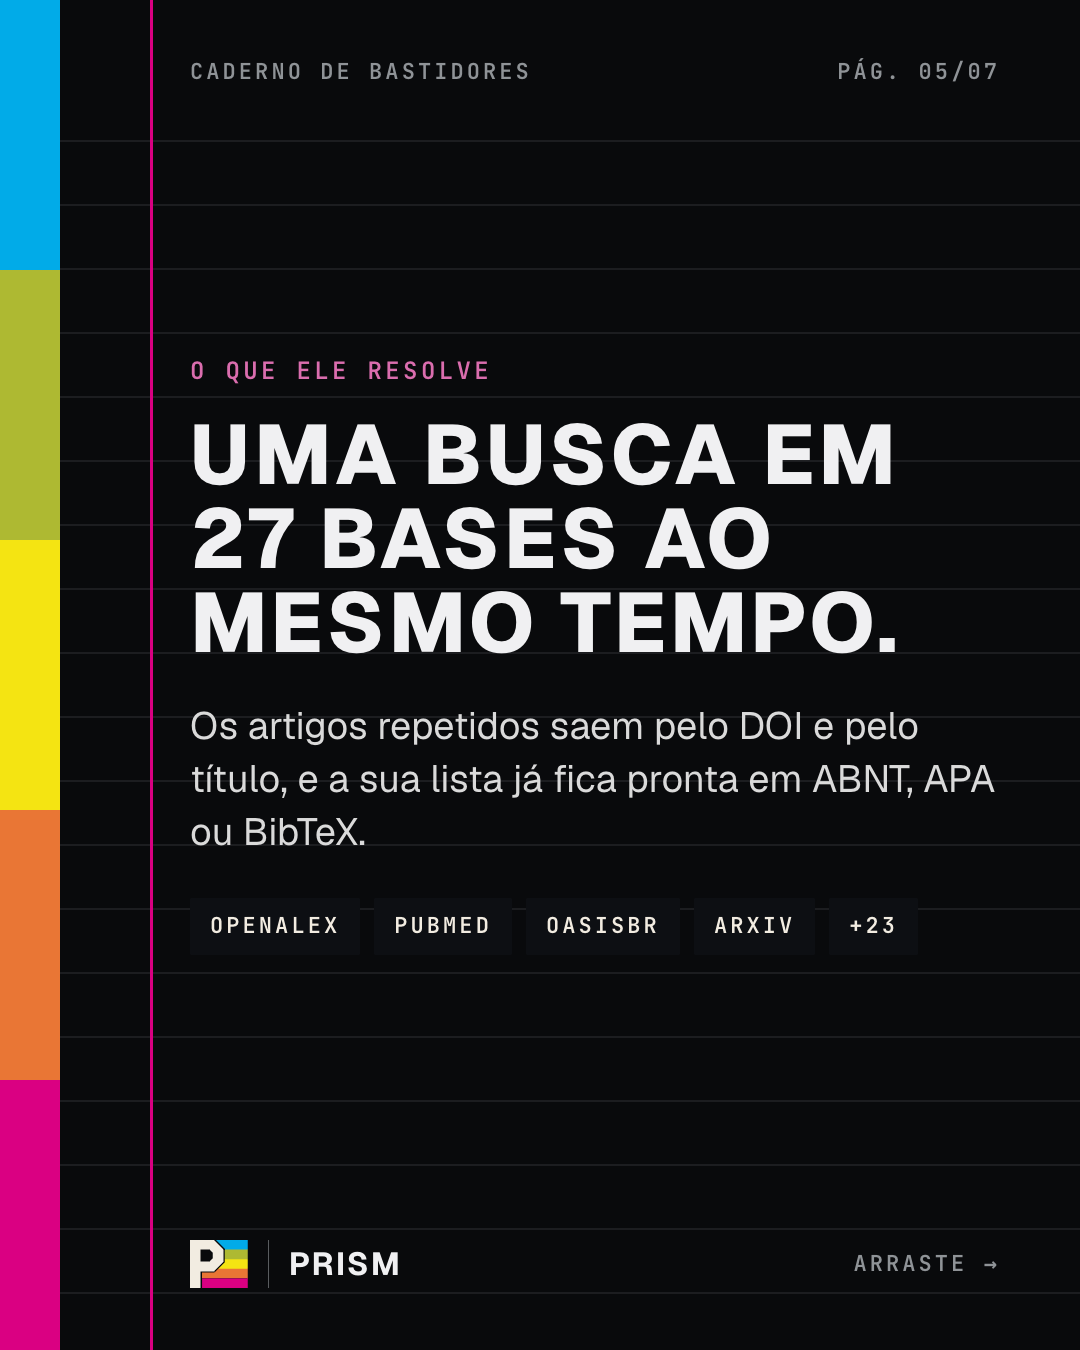 CADERNO DE BASTIDORES
PÁG. 05/07
O QUE ELE RESOLVE
UMA BUSCA EM
27 BASES AO
MESMO TEMPO.
Os artigos repetidos saem pelo DOI e pelo
título, e a sua lista já fica pronta em ABNT, APA
ou BibTeX.
OPENALEX PUBMED OASISBR ARXIV +23
P PRISM
ARRASTE →